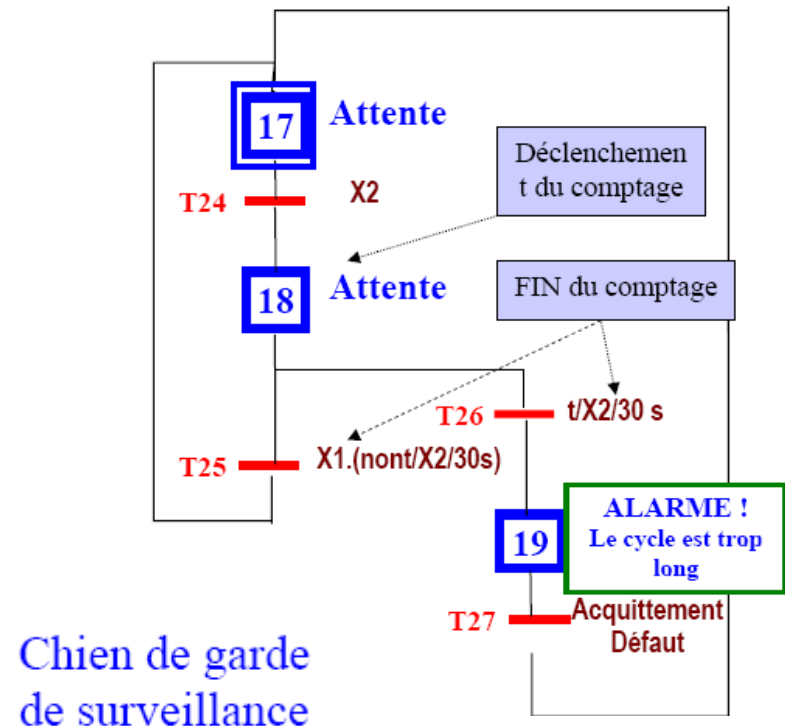 17
Attente
T24
X2
Déclenchemen
t du comptage
18
Attente
FIN du comptage
T26
t/X2/30 s
T25
X1.(nont/X2/30s)
19
ALARME !
Le cycle est trop
long
T27
Acquittement
Défaut
Chien de garde
de surveillance